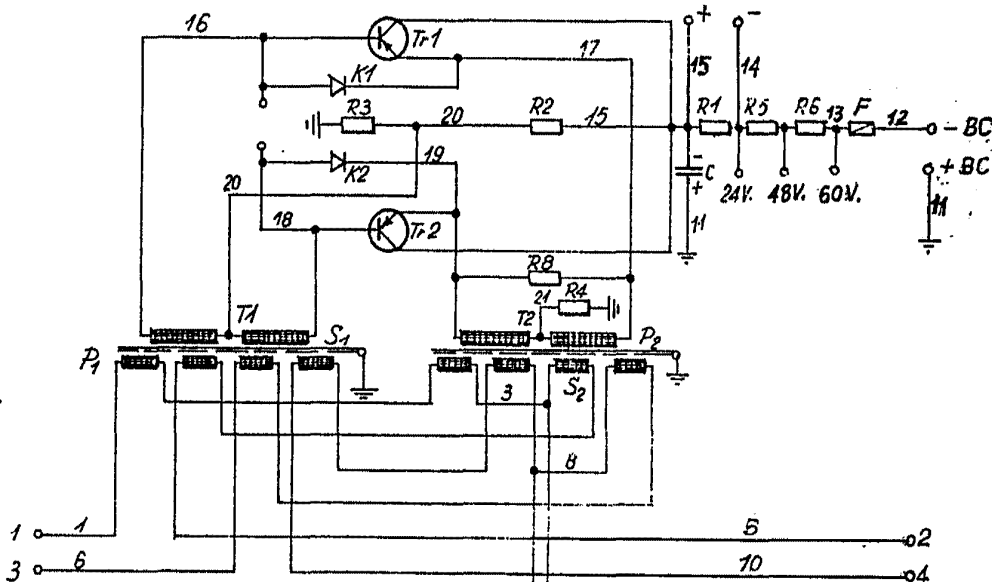 16 Tr1 17 + -
K1 15 14
R3 20 R2 15 R1 R5 R6 13 F 12 - BC
K2 19 - C + BC
20 + 24V. 48V. 60V. 11
18 Tr2 11
R8
21 R4
T1 S1 T2 P2
P1
3 S2
8
1 1 5 2
3 6 10 4